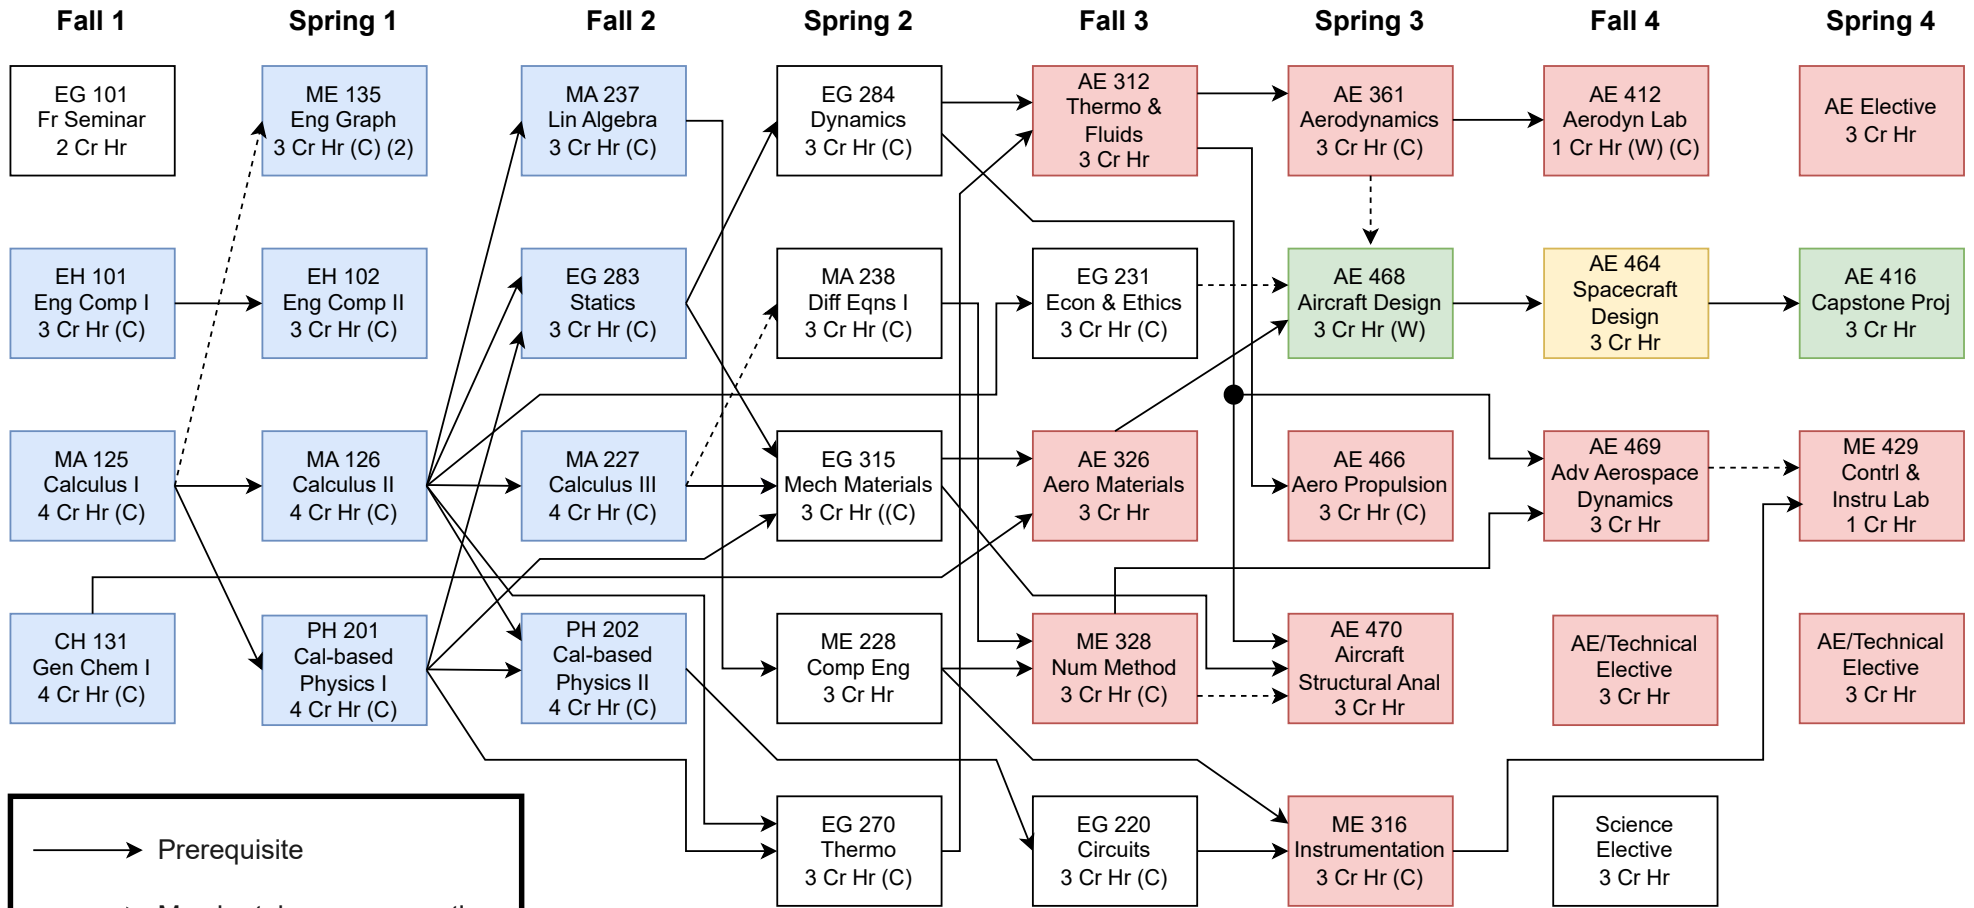 Fall 1
Spring 1
Fall 2
Spring 2
Fall 3
Spring 3
Fall 4
Spring 4
EG 101
Fr Seminar
2 Cr Hr
ME 135
Eng Graph
3 Cr Hr (C) (2)
MA 237
Lin Algebra
3 Cr Hr (C)
EG 284
Dynamics
3 Cr Hr (C)
AE 312
Thermo &
Fluids
3 Cr Hr
AE 361
Aerodynamics
3 Cr Hr (C)
AE 412
Aerodyn Lab
1 Cr Hr (W) (C)
AE Elective
3 Cr Hr
EH 101
Eng Comp I
3 Cr Hr (C)
EH 102
Eng Comp II
3 Cr Hr (C)
EG 283
Statics
3 Cr Hr (C)
MA 238
Diff Eqns I
3 Cr Hr (C)
EG 231
Econ & Ethics
3 Cr Hr (C)
AE 468
Aircraft Design
3 Cr Hr (W)
AE 464
Spacecraft
Design
3 Cr Hr
AE 416
Capstone Proj
3 Cr Hr
MA 125
Calculus I
4 Cr Hr (C)
MA 126
Calculus II
4 Cr Hr (C)
MA 227
Calculus III
4 Cr Hr (C)
EG 315
Mech Materials
3 Cr Hr ((C)
AE 326
Aero Materials
3 Cr Hr
AE 466
Aero Propulsion
3 Cr Hr (C)
AE 469
Adv Aerospace
Dynamics
3 Cr Hr
ME 429
Contrl &
Instru Lab
1 Cr Hr
CH 131
Gen Chem I
4 Cr Hr (C)
PH 201
Cal-based
Physics I
4 Cr Hr (C)
PH 202
Cal-based
Physics II
4 Cr Hr (C)
ME 228
Comp Eng
3 Cr Hr
ME 328
Num Method
3 Cr Hr (C)
AE 470
Aircraft
Structural Anal
3 Cr Hr
AE/Technical
Elective
3 Cr Hr
AE/Technical
Elective
3 Cr Hr
EG 270
Thermo
3 Cr Hr (C)
EG 220
Circuits
3 Cr Hr (C)
ME 316
Instrumentation
3 Cr Hr (C)
Science
Elective
3 Cr Hr
Prerequisite